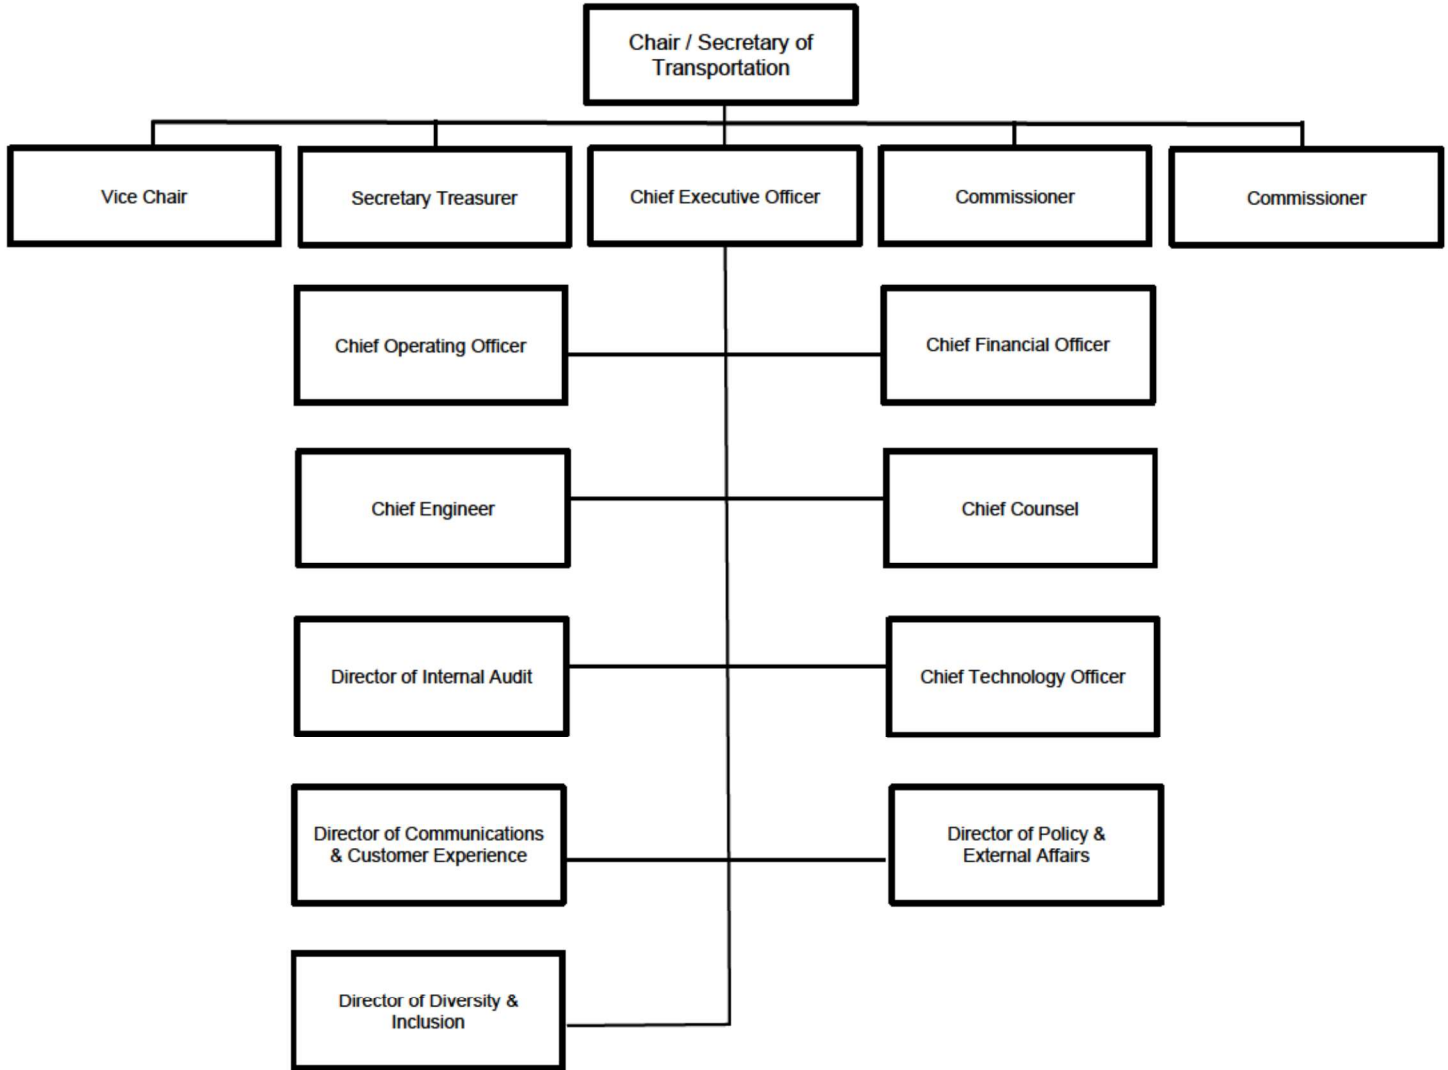 Chair / Secretary of
Transportation
Vice Chair
Secretary Treasurer
Chief Executive Officer
Commissioner
Commissioner
Chief Operating Officer
Chief Financial Officer
Chief Engineer
Chief Counsel
Director of Internal Audit
Chief Technology Officer
Director of Communications
& Customer Experience
Director of Policy &
External Affairs
Director of Diversity &
Inclusion